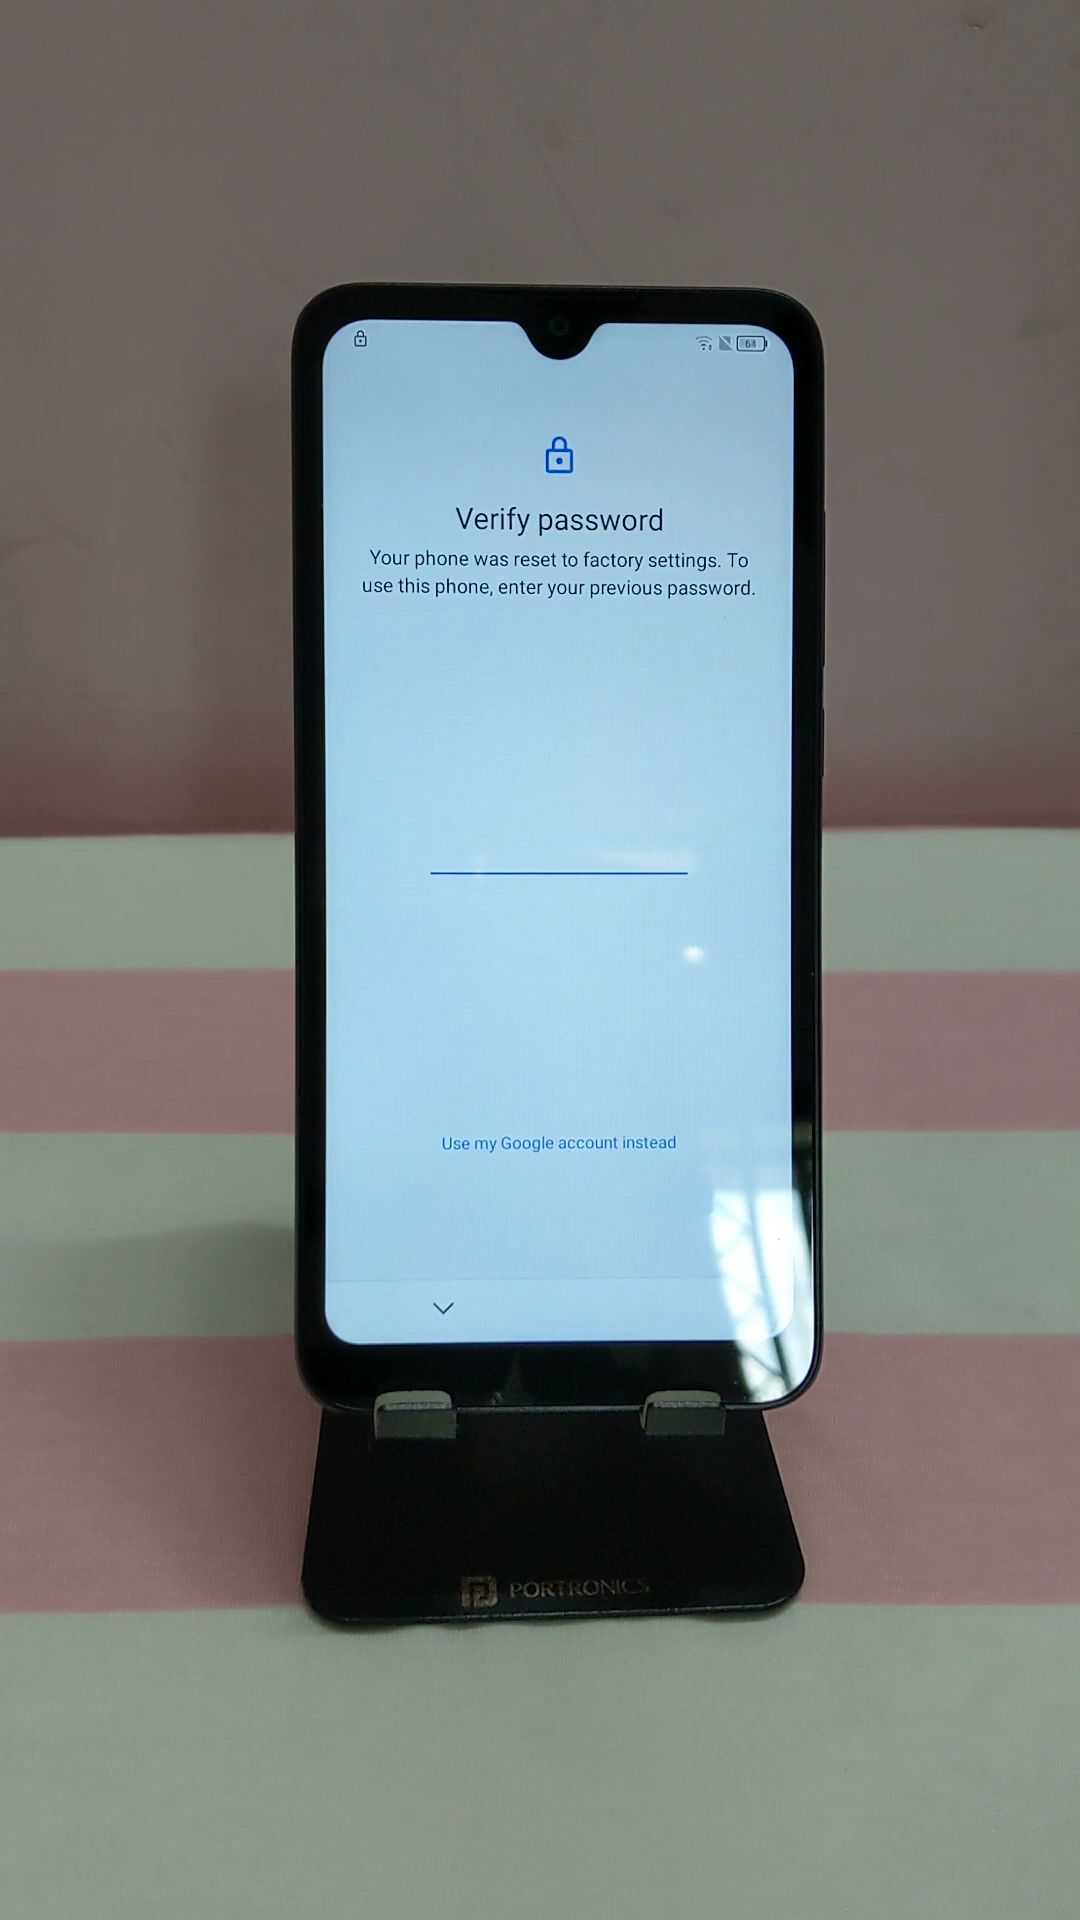 64
Verify password
Your phone was reset to factory settings. To
use this phone, enter your previous password.
Use my Google account instead
PORTRONICS